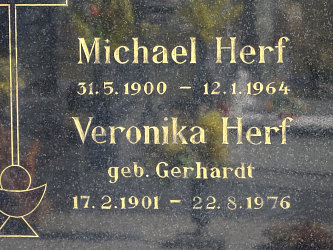 Michael Herf
31.5.1900 – 12.1.1964
Veronika Herf
geb. Gerhardt
17.2.1901 – 22.8.1976